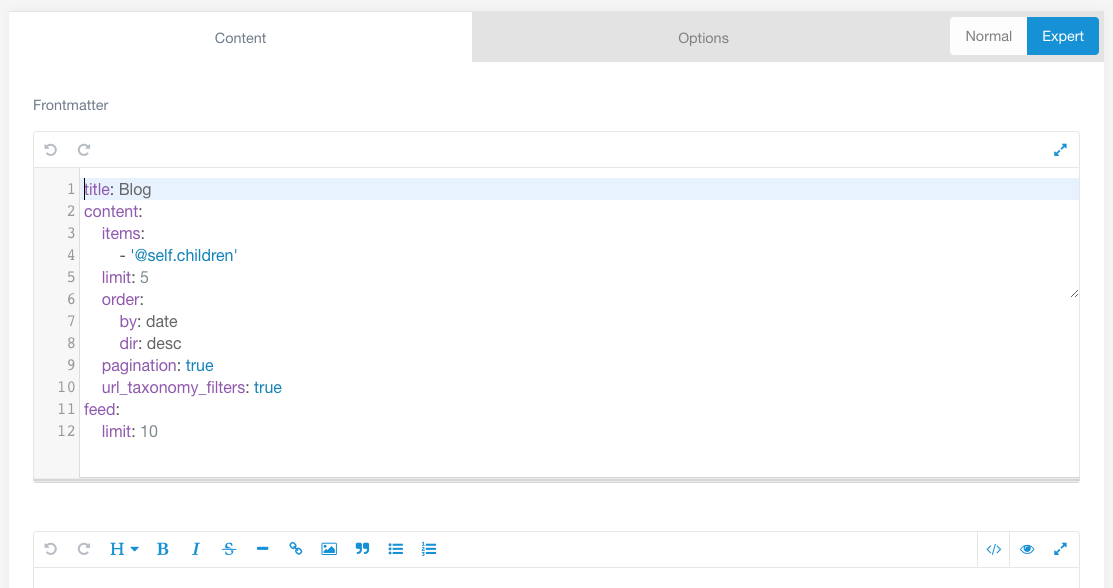 Content
Options
Normal
Expert
Frontmatter
1 title: Blog
2 content:
3     items:
4         - '@self.children'
5     limit: 5
6     order:
7         by: date
8         dir: desc
9     pagination: true
10     url_taxonomy_filters: true
11 feed:
12     limit: 10
H B I S